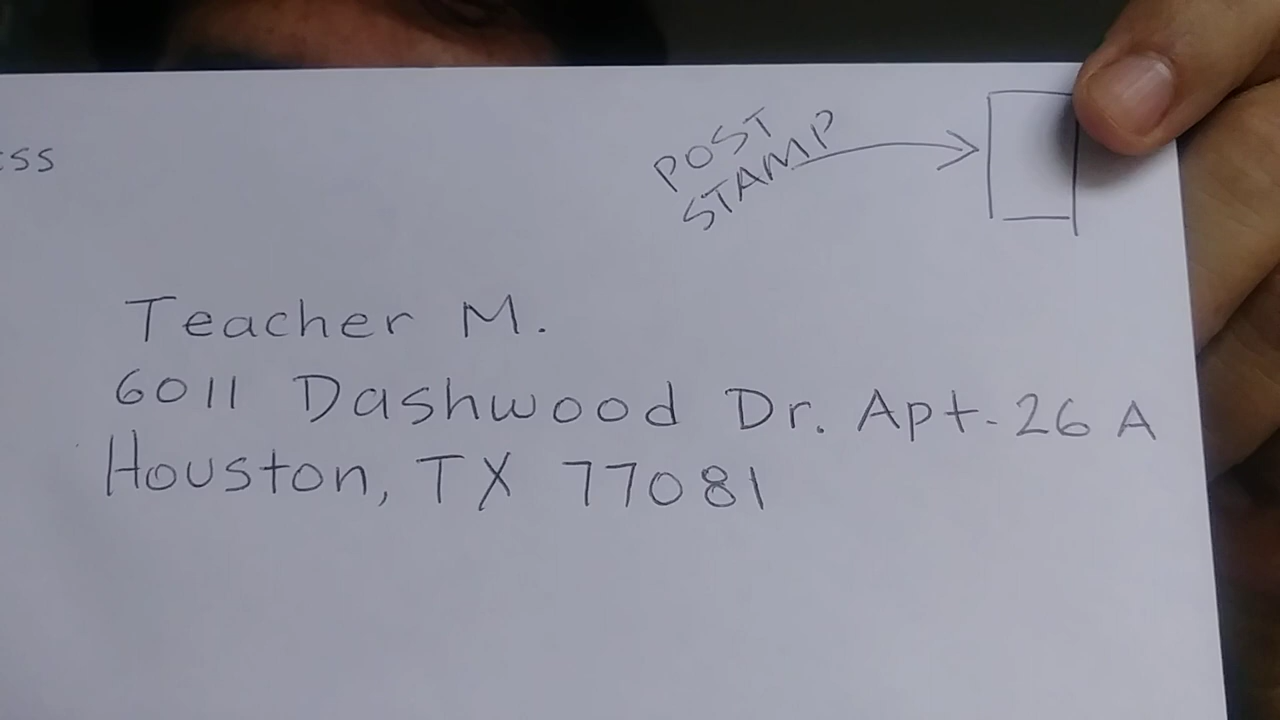 POST
STAMP
Teacher M.
6011 Dashwood Dr. Apt. 26 A
Houston, TX 77081